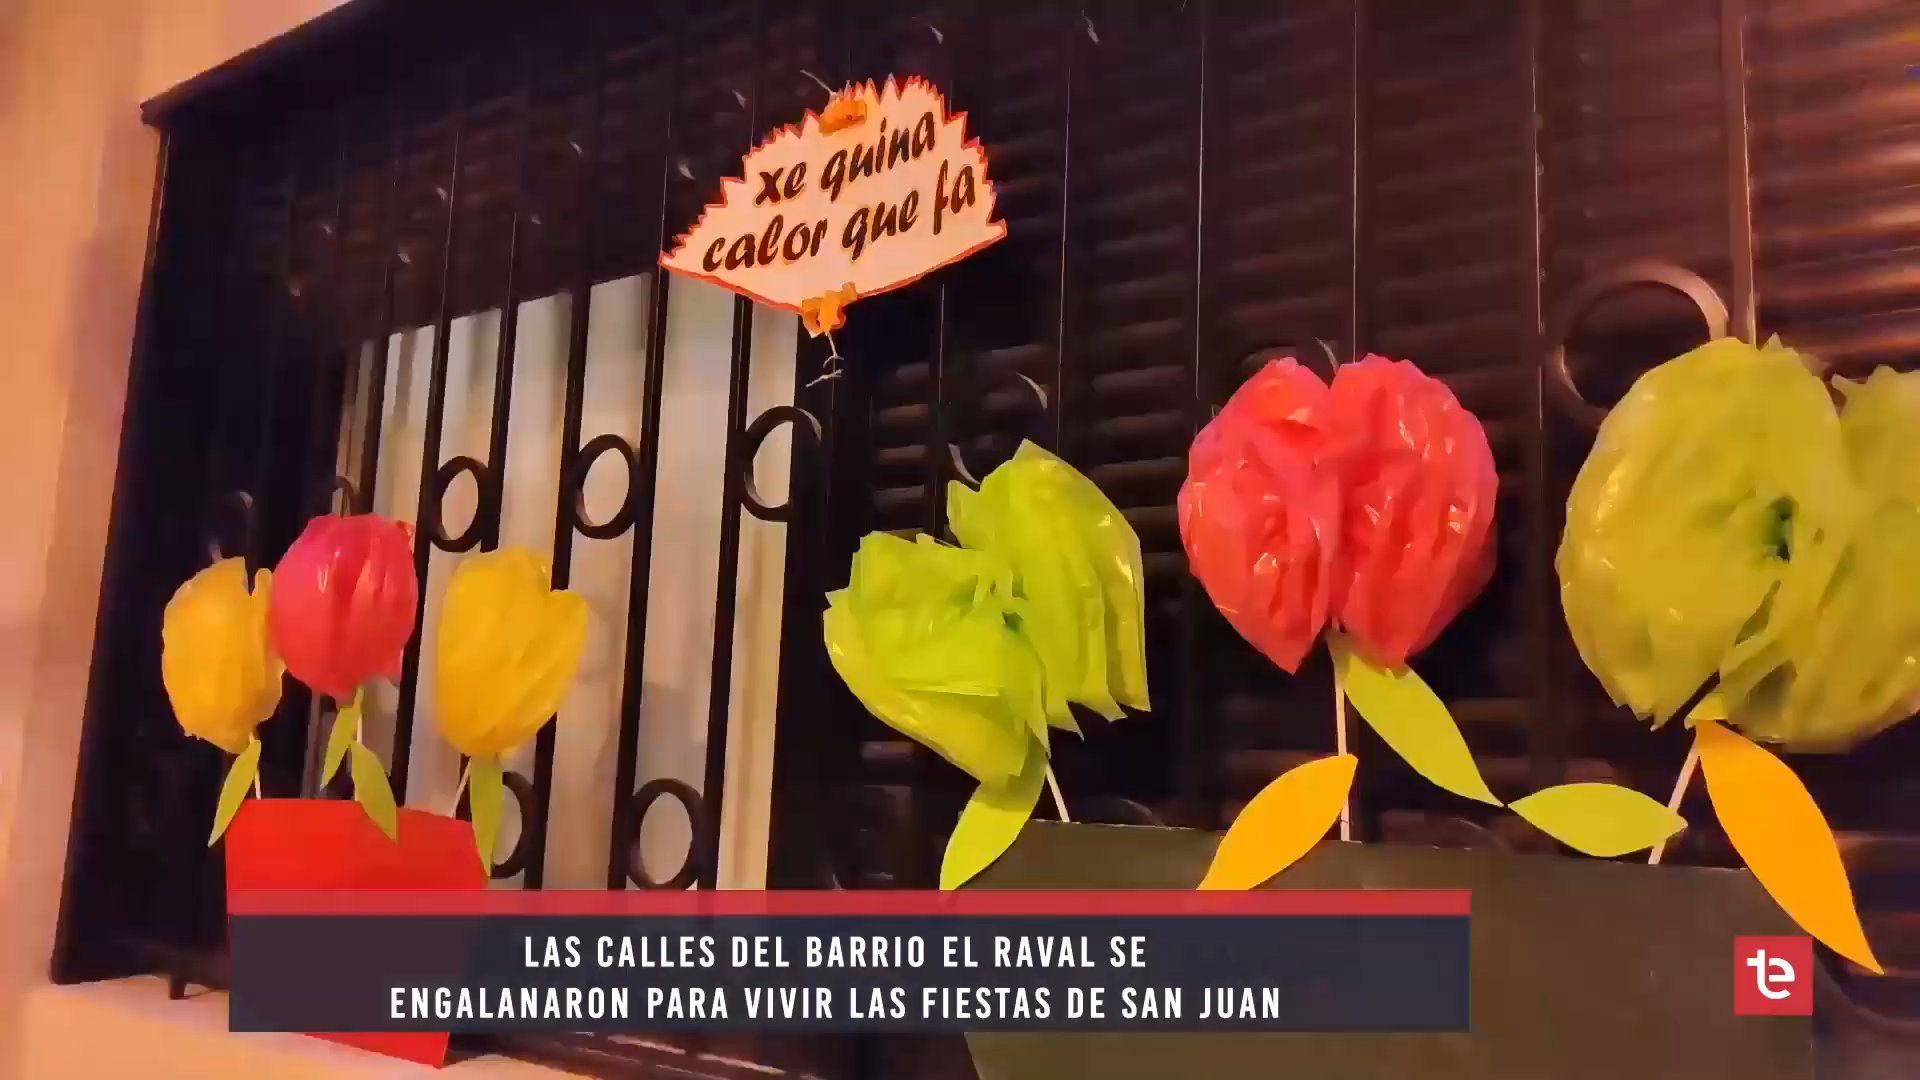 xe quina
calor que fa
LAS CALLES DEL BARRIO EL RAVAL SE
ENGALANARON PARA VIVIR LAS FIESTAS DE SAN JUAN
te